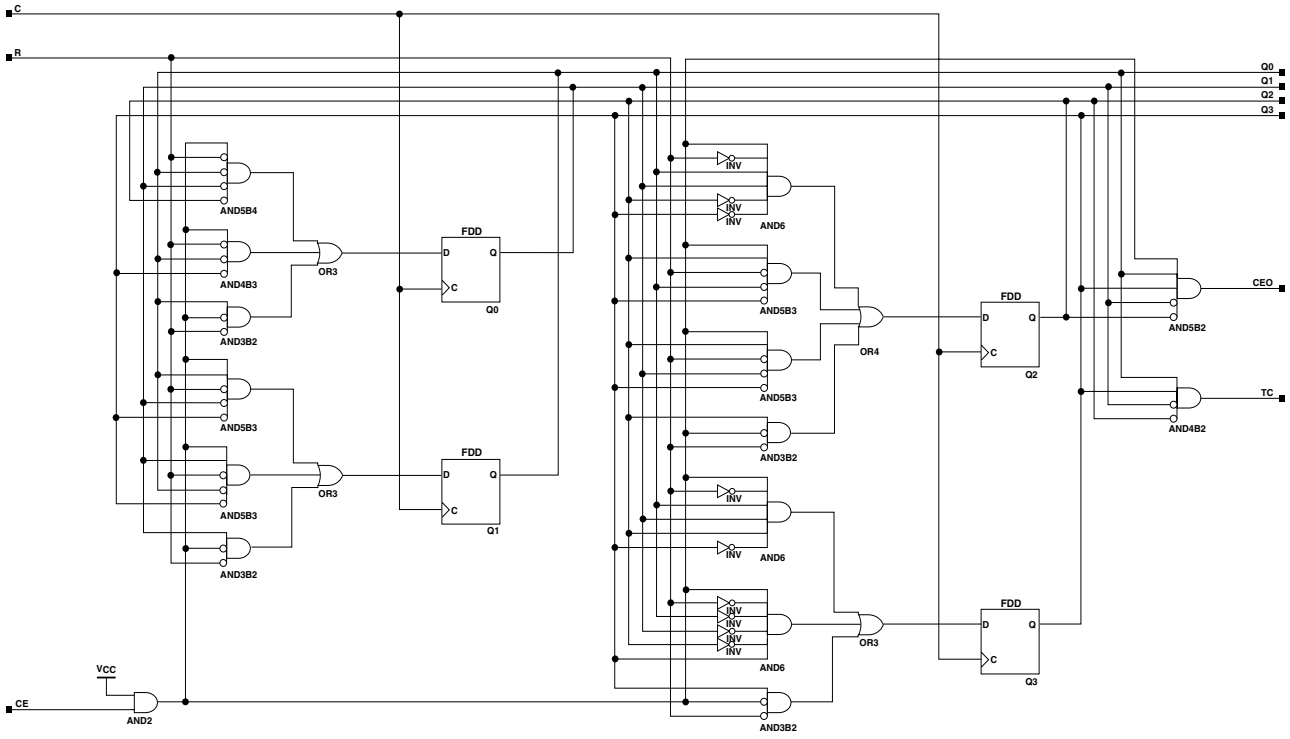 C
R
Q0
Q1
Q2
Q3
INV
INV
INV
AND5B4
AND6
FDD
D
Q
C
Q0
AND4B3
OR3
AND5B3
CEO
AND5B2
FDD
D
Q
C
Q2
AND3B2
OR4
AND5B3
TC
AND4B2
AND5B3
AND3B2
FDD
D
Q
C
Q1
OR3
AND5B3
INV
INV
AND6
AND3B2
INV
INV
INV
INV
AND6
OR3
FDD
D
Q
C
Q3
VCC
CE
AND2
AND3B2